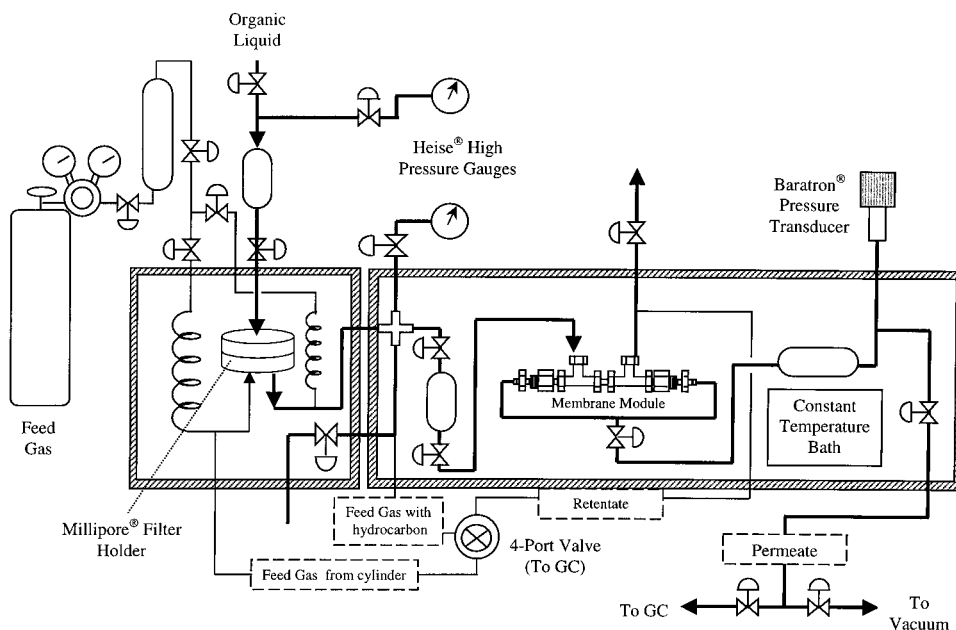 Organic
Liquid
Heise® High
Pressure Gauges
Baratron®
Pressure
Transducer
Feed
Gas
Membrane Module
Constant
Temperature
Bath
Millipore® Filter
Holder
Feed Gas with
hydrocarbon
Retentate
4-Port Valve
(To GC)
Feed Gas from cylinder
Permeate
To GC
To
Vacuum